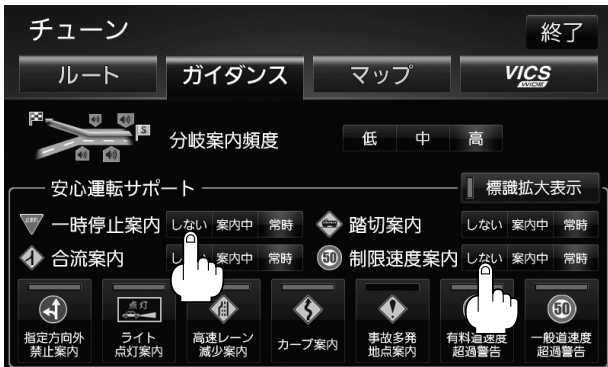 チューン
終了
ルート
ガイダンス
マップ
VICS
WIDE
S
分岐案内頻度
低 中 高
安心運転サポート
標識拡大表示
一時停止案内 しない 案内中 常時
踏切案内 しない 案内中 常時
合流案内 案内中 常時
50 制限速度案内 しない 案内中 常時
点灯
50
指定方向外
禁止案内
ライト
点灯案内
高速レーン
減少案内
カーブ案内
事故多発
地点案内
有料道速度
超過警告
一般道速度
超過警告